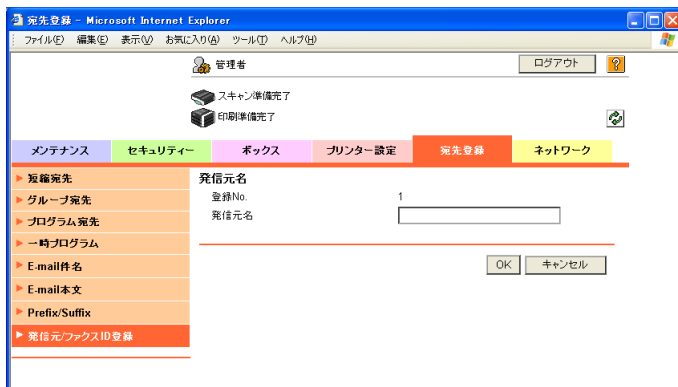 宛先登録 - Microsoft Internet Explorer
ファイル(F) 編集(E) 表示(V) お気に入り(A) ツール(T) ヘルプ(H)
管理者 ログアウト ?
スキャン準備完了
印刷準備完了
メンテナンス セキュリティー ボックス プリンター設定 宛先登録 ネットワーク
短縮宛先
グループ宛先
プログラム宛先
一時プログラム
E-mail件名
E-mail本文
Prefix/Suffix
発信元/ファクスID登録
発信元名
登録No. 1
発信元名
OK キャンセル